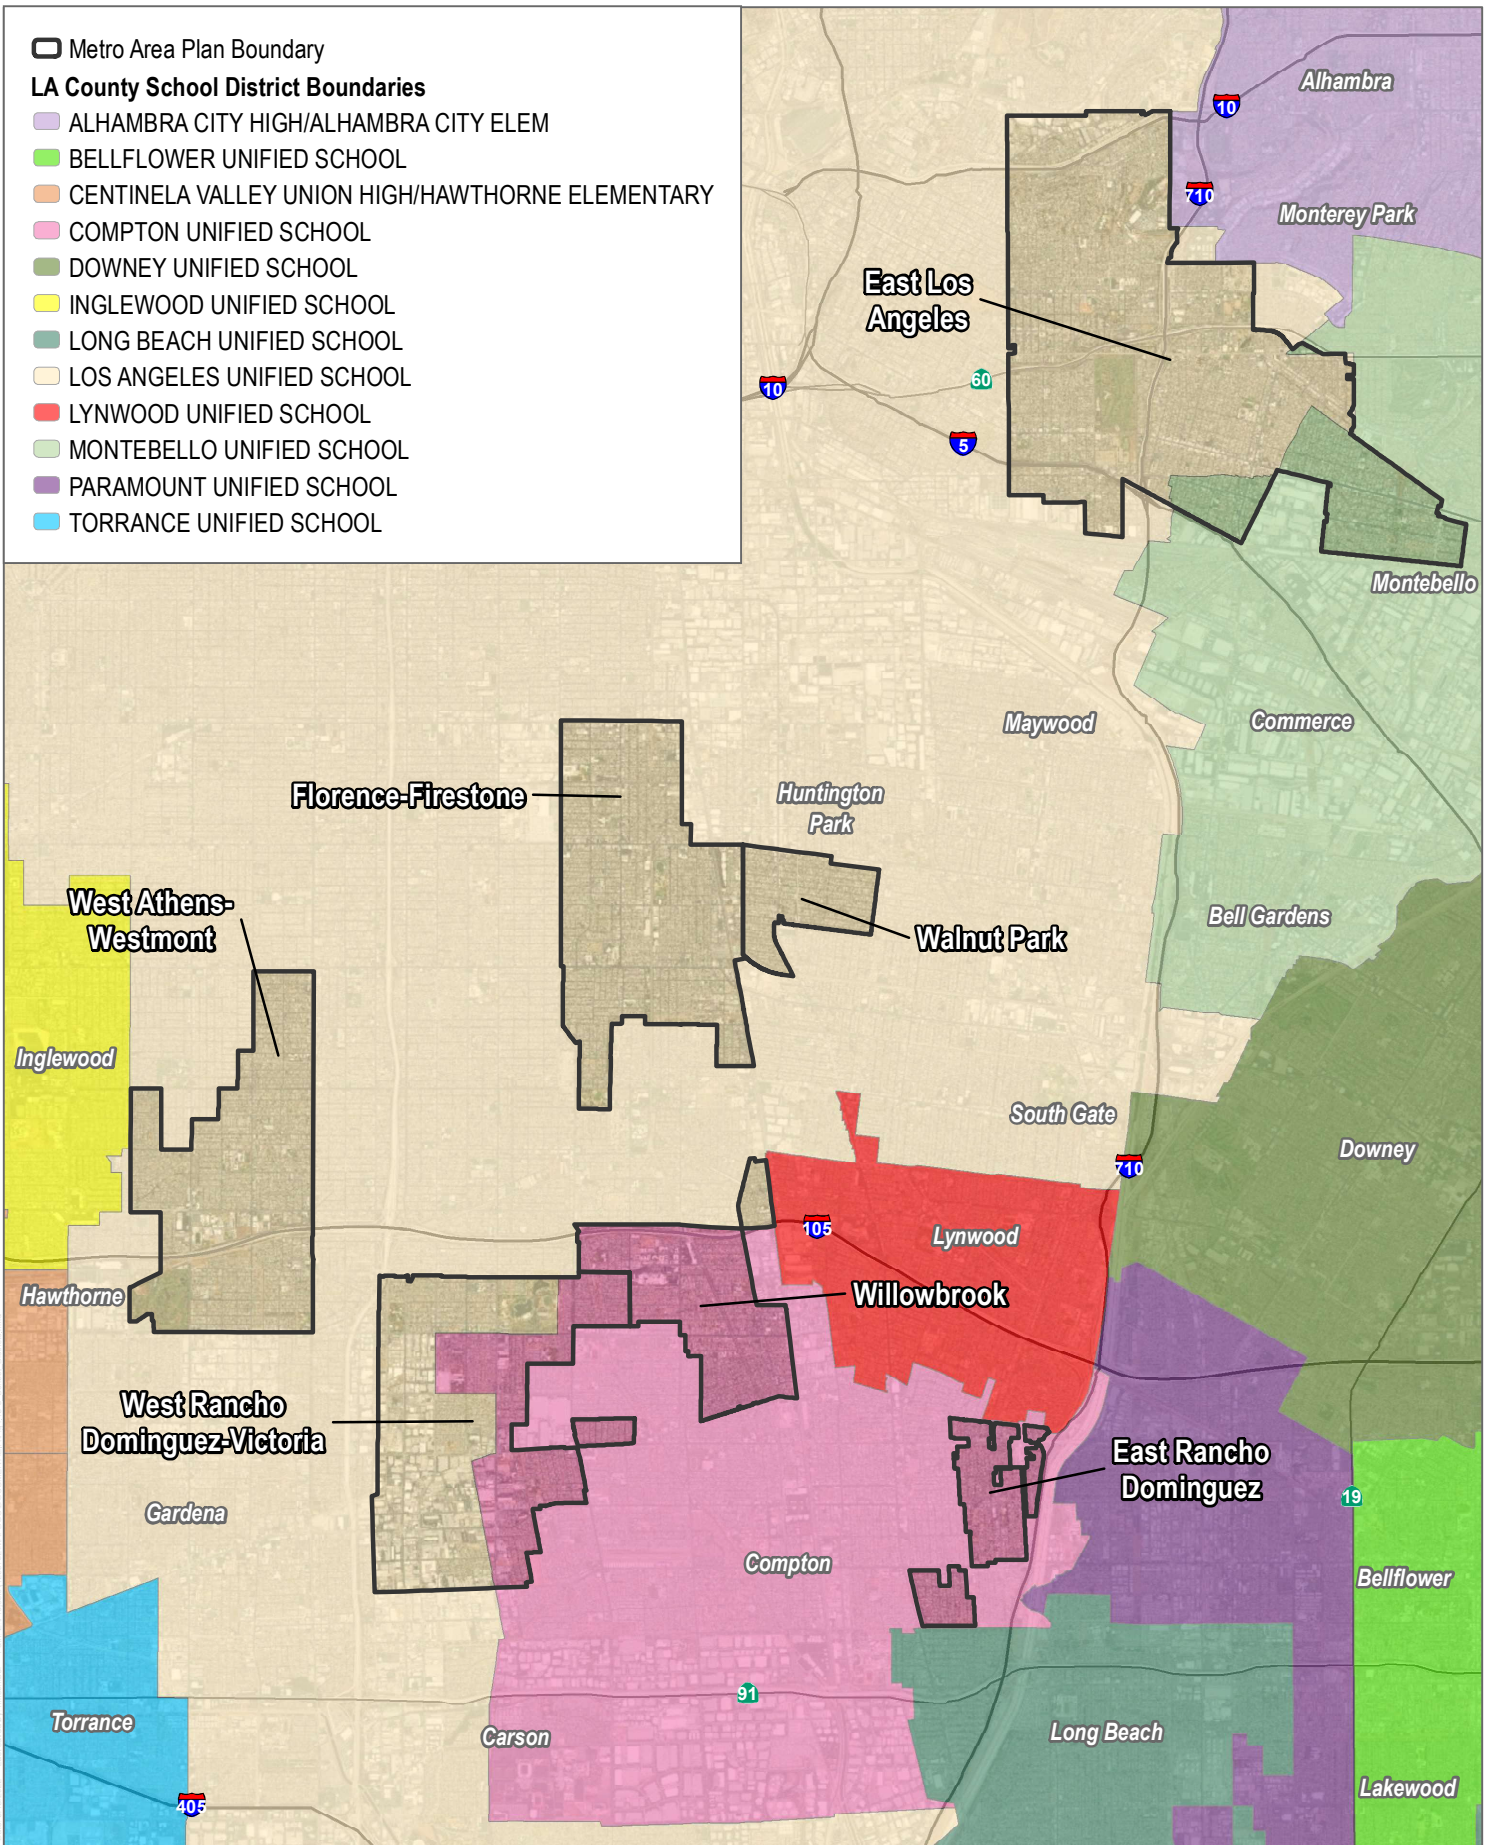 Metro Area Plan Boundary
LA County School District Boundaries
ALHAMBRA CITY HIGH/ALHAMBRA CITY ELEM
BELLFLOWER UNIFIED SCHOOL
CENTINELA VALLEY UNION HIGH/HAWTHORNE ELEMENTARY
COMPTON UNIFIED SCHOOL
DOWNEY UNIFIED SCHOOL
INGLEWOOD UNIFIED SCHOOL
LONG BEACH UNIFIED SCHOOL
LOS ANGELES UNIFIED SCHOOL
LYNWOOD UNIFIED SCHOOL
MONTEBELLO UNIFIED SCHOOL
PARAMOUNT UNIFIED SCHOOL
TORRANCE UNIFIED SCHOOL
Alhambra
10
710
Monterey Park
East Los
Angeles
60
10
5
Montebello
Maywood
Commerce
Florence-Firestone
Huntington
Park
West Athens-
Westmont
Walnut Park
Bell Gardens
Inglewood
South Gate
Downey
710
105
Lynwood
Hawthorne
Willowbrook
West Rancho
Dominguez-Victoria
East Rancho
Dominguez
Gardena
19
Compton
Bellflower
91
Torrance
Carson
Long Beach
Lakewood
405